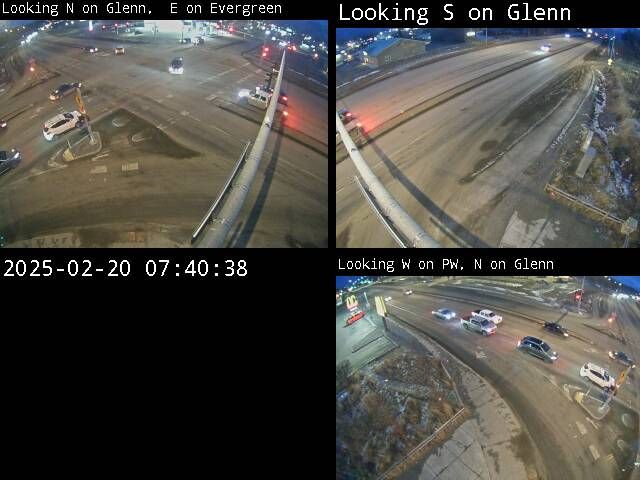 Looking N on Glenn,  E on Evergreen
Looking S on Glenn
2025-02-20 07:40:38
Looking W on PW, N on Glenn